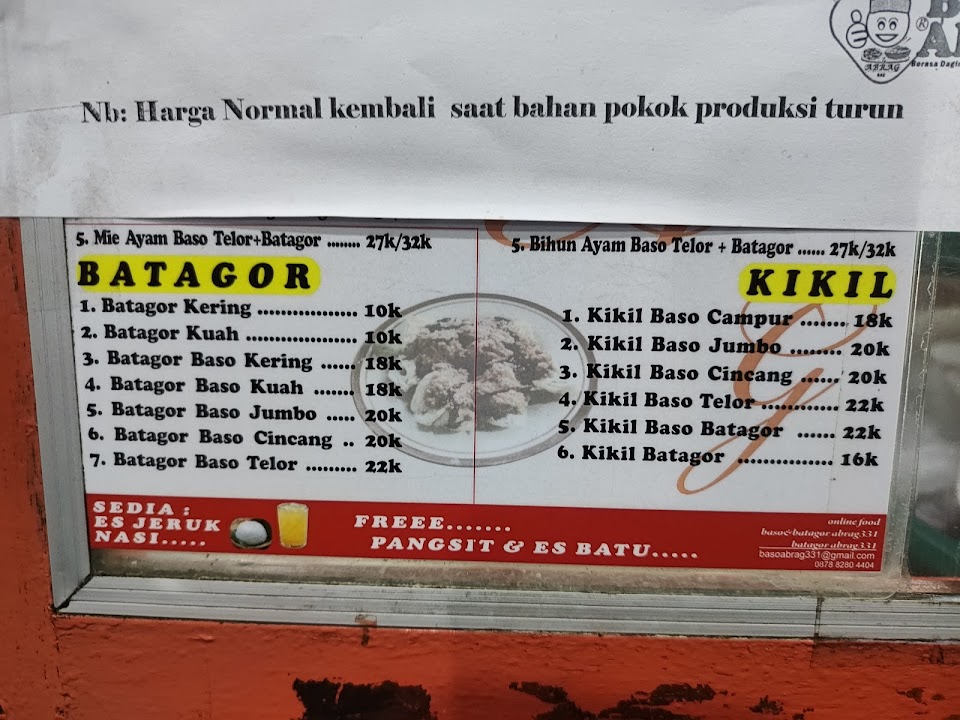 ABRAG
Nb: Harga Normal kembali saat bahan pokok produksi turun
5. Mie Ayam Baso Telor+Batagor ........ 27k/32k
BATAGOR
1. Batagor Kering .................. 10k
2. Batagor Kuah .................... 10k
3. Batagor Baso Kering ...... 18k
4. Batagor Baso Kuah ....... 18k
5. Batagor Baso Jumbo ..... 20k
6. Batagor Baso Cincang .. 20k
7. Batagor Baso Telor ......... 22k
5. Bihun Ayam Baso Telor + Batagor ...... 27k/32k
KIKIL
1. Kikil Baso Campur ....... 18k
2. Kikil Baso Jumbo ........ 20k
3. Kikil Baso Cincang ...... 20k
4. Kikil Baso Telor ............ 22k
5. Kikil Baso Batagor ...... 22k
6. Kikil Batagor ............... 16k
SEDIA :
ES JERUK
NASI.....
FREEE.......
PANGSIT & ES BATU.....
online food
baso&batagor abrag331
batagor abrag331
basoabrag331@gmail.com
0878 8280 4404